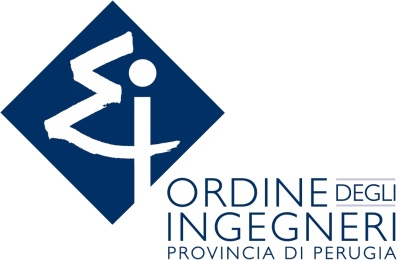 ORDINE DEGLI
INGEGNERI
PROVINCIA DI PERUGIA